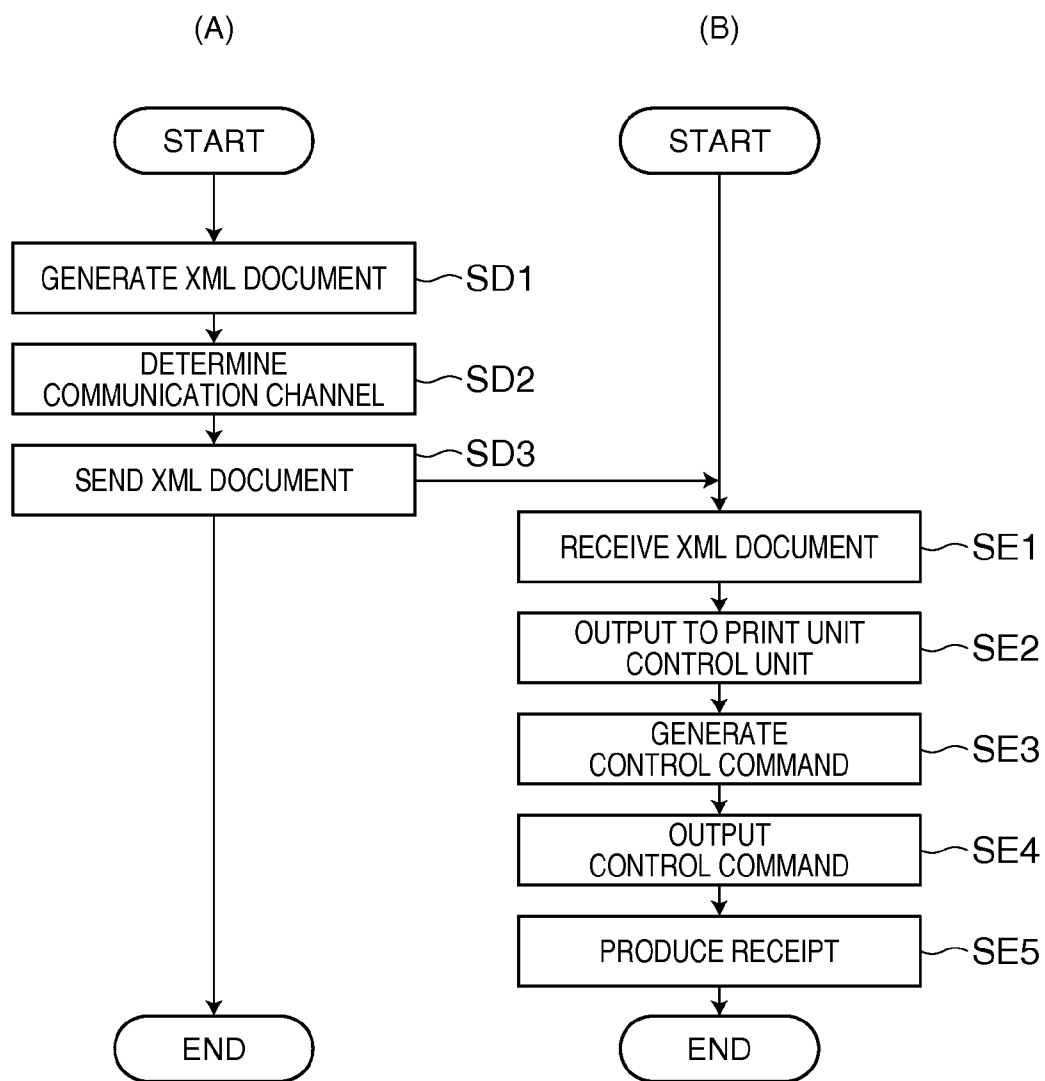 (A)
START
GENERATE XML DOCUMENT
SD1
DETERMINE
COMMUNICATION CHANNEL
SD2
SEND XML DOCUMENT
SD3
END
(B)
START
RECEIVE XML DOCUMENT
SE1
OUTPUT TO PRINT UNIT
CONTROL UNIT
SE2
GENERATE
CONTROL COMMAND
SE3
OUTPUT
CONTROL COMMAND
SE4
PRODUCE RECEIPT
SE5
END